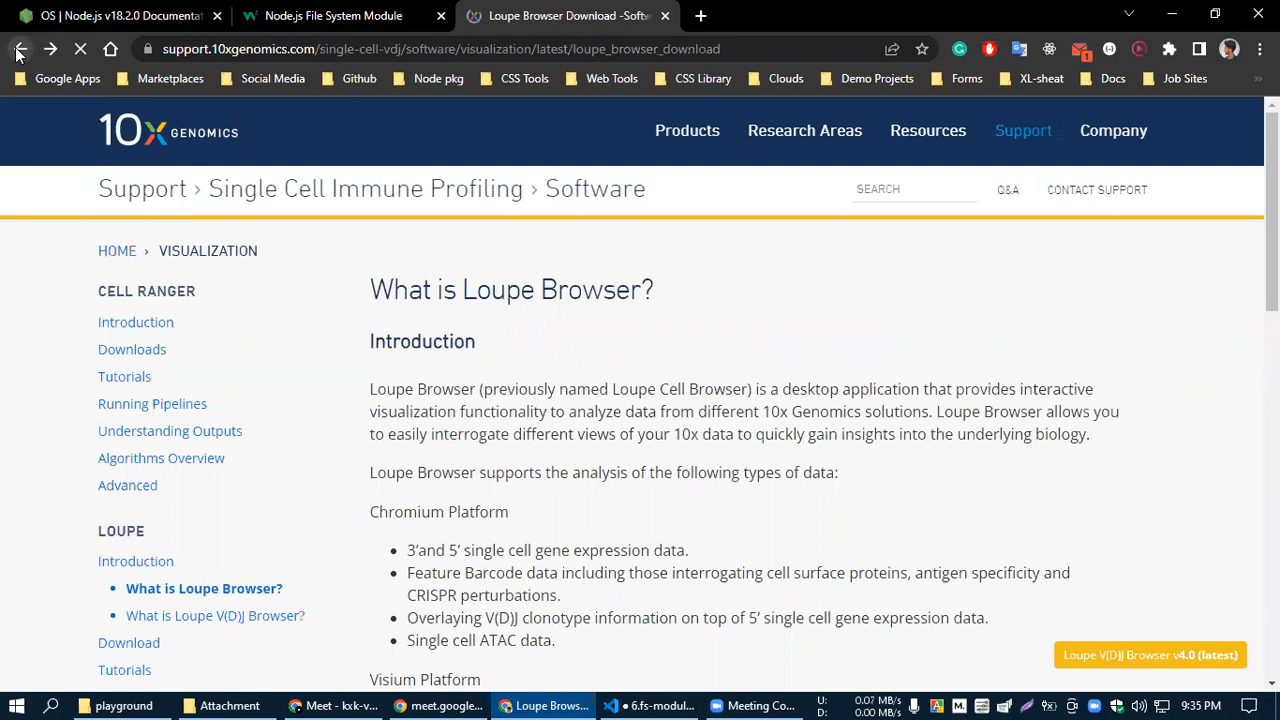 OS | Node.js v18.2.0 Documentat
Node.js File System Module
Loupe Browser Download -Softw
support.10xgenomics.com/single-cell-vdj/software/visualization/latest/loupe_browser_download
Google Apps
Marketplaces
Social Media
Github
Node pkg
CSS Tools
Web Tools
CSS Library
Clouds
Demo Projects
Forms
XL-sheat
Docs
Job Sites
10x GENOMICS
Products
Research Areas
Resources
Support
Company
Support › Single Cell Immune Profiling › Software
SEARCH
Q&A
CONTACT SUPPORT
HOME › VISUALIZATION
CELL RANGER
Introduction
Downloads
Tutorials
Running Pipelines
Understanding Outputs
Algorithms Overview
Advanced
LOUPE
Introduction
• What is Loupe Browser?
• What is Loupe V(D)J Browser?
Download
Tutorials
What is Loupe Browser?
Introduction
Loupe Browser (previously named Loupe Cell Browser) is a desktop application that provides interactive
visualization functionality to analyze data from different 10x Genomics solutions. Loupe Browser allows you
to easily interrogate different views of your 10x data to quickly gain insights into the underlying biology.
Loupe Browser supports the analysis of the following types of data:
Chromium Platform
• 3’and 5’ single cell gene expression data.
• Feature Barcode data including those interrogating cell surface proteins, antigen specificity and
CRISPR perturbations.
• Overlaying V(D)J clonotype information on top of 5’ single cell gene expression data.
• Single cell ATAC data.
Visium Platform
Loupe V(D)J Browser v4.0 (latest)
playground
Attachment
Meet - kxk-v...
meet.google...
Loupe Brows...
• 6.fs-modul...
Meeting Co...
U: 0.07 MB/s
D: 0.00 MB/s
9:35 PM